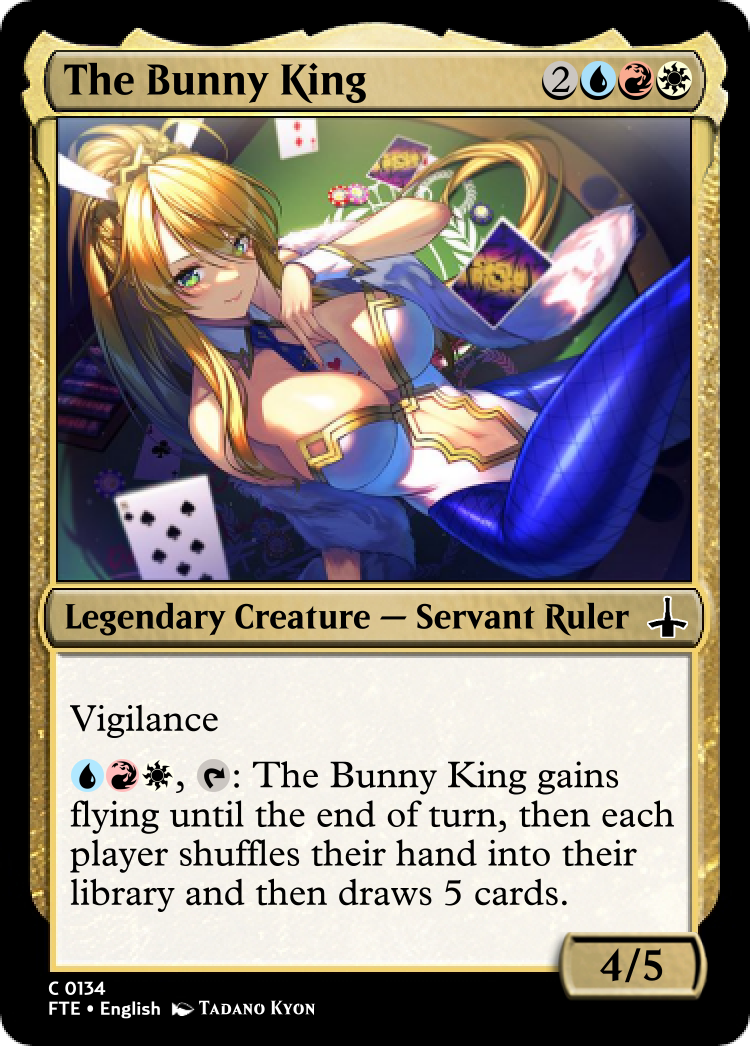 The Bunny King 2
Legendary Creature — Servant Ruler
Vigilance
, : The Bunny King gains
flying until the end of turn, then each
player shuffles their hand into their
library and then draws 5 cards.
4/5
C 0134
FTE • English TADANO KYON